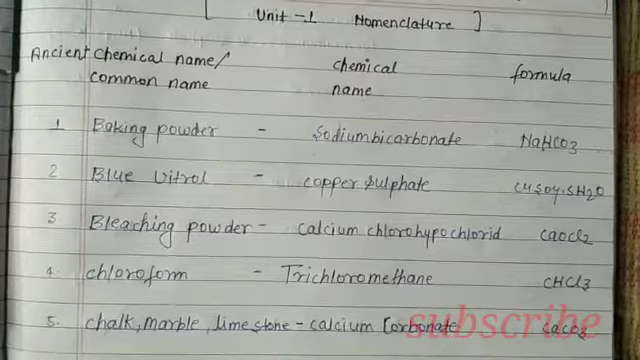 [ Unit -1 Nomenclature ]
Ancient Chemical name/ chemical formula
common name name
1 Baking powder - Sodiumbicarbonate NaHCO3
2 Blue Vitrol - copper sulphate CuSO4.5H2O
3 Bleaching powder - calcium chlorohypochlorid CaOCl2
4. chloroform - Trichloromethane CHCl3
5. chalk, marble, lime stone - calcium Corbonate CaCO3
subscribe